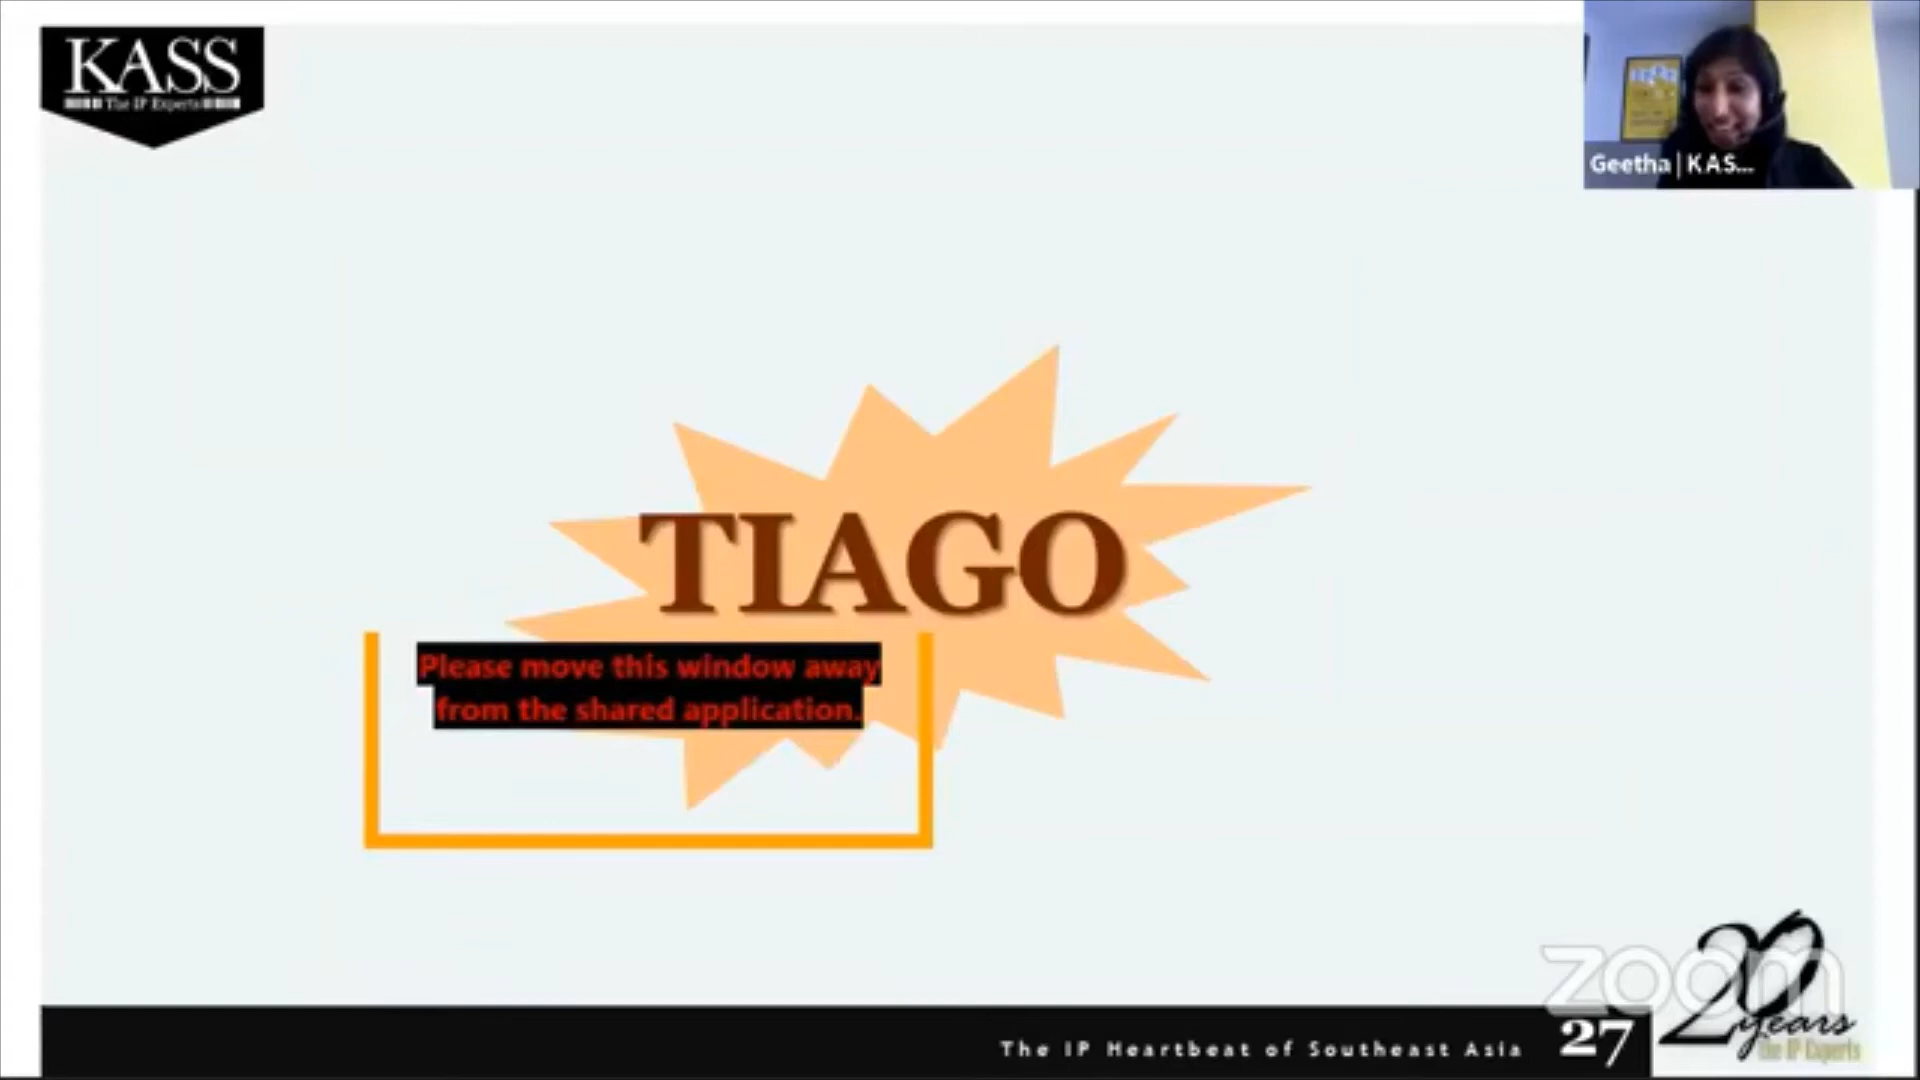 KASS
The IP Experts
Geetha | K A S...
TIAGO
Please move this window away
from the shared application.
zoom
20
years
the IP Experts
The IP Heartbeat of Southeast Asia
27